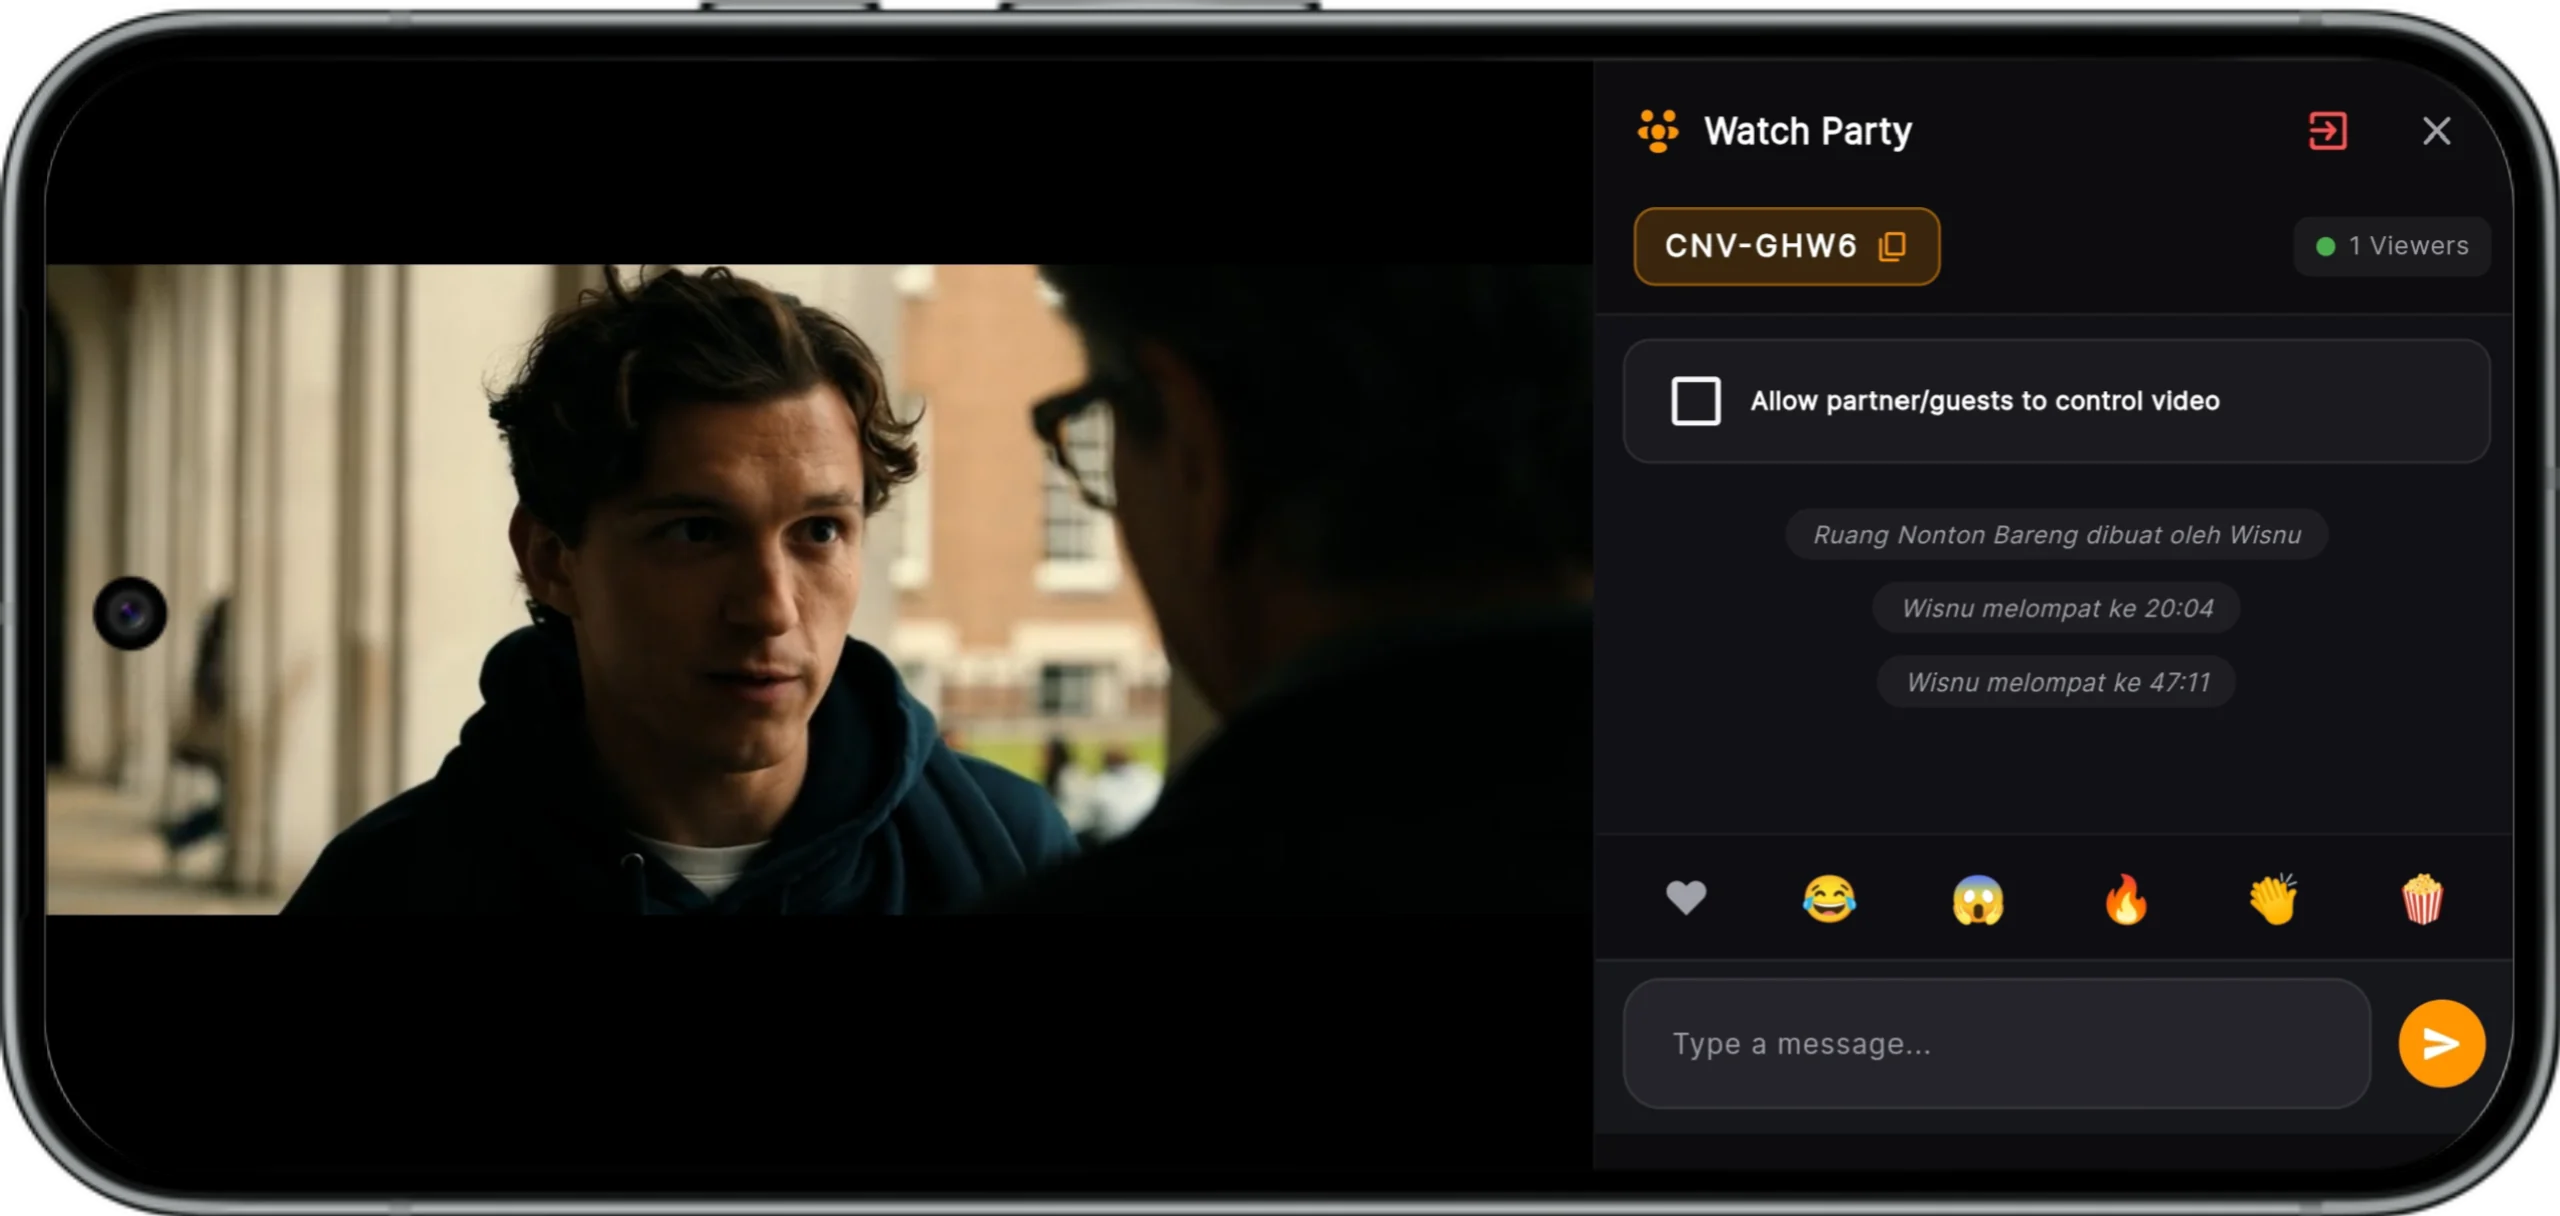 Watch Party
CNV-GHW6
1 Viewers
Allow partner/guests to control video
Ruang Nonton Bareng dibuat oleh Wisnu
Wisnu melompat ke 20:04
Wisnu melompat ke 47:11
Type a message...